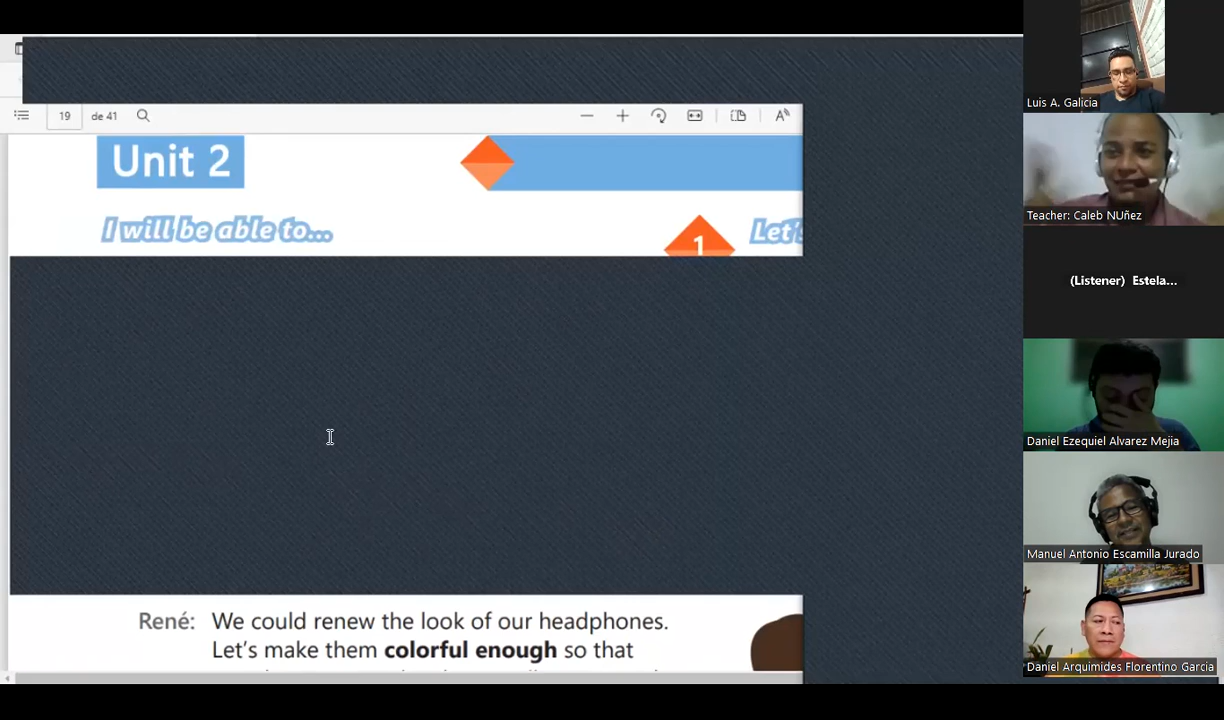 19
de 41
Unit 2
I will be able to...
1
René: We could renew the look of our headphones.
Let's make them colorful enough so that
Luis A. Galicia
Teacher: Caleb NUñez
(Listener) Estela...
Daniel Ezequiel Alvarez Mejia
Manuel Antonio Escamilla Jurado
Daniel Arquimides Florentino Garcia